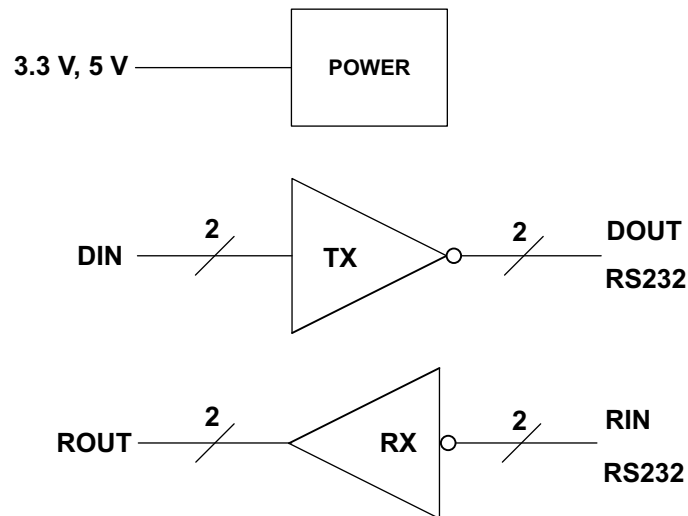 3.3 V, 5 V
POWER
DIN
2
TX
2
DOUT
RS232
ROUT
2
RX
2
RIN
RS232